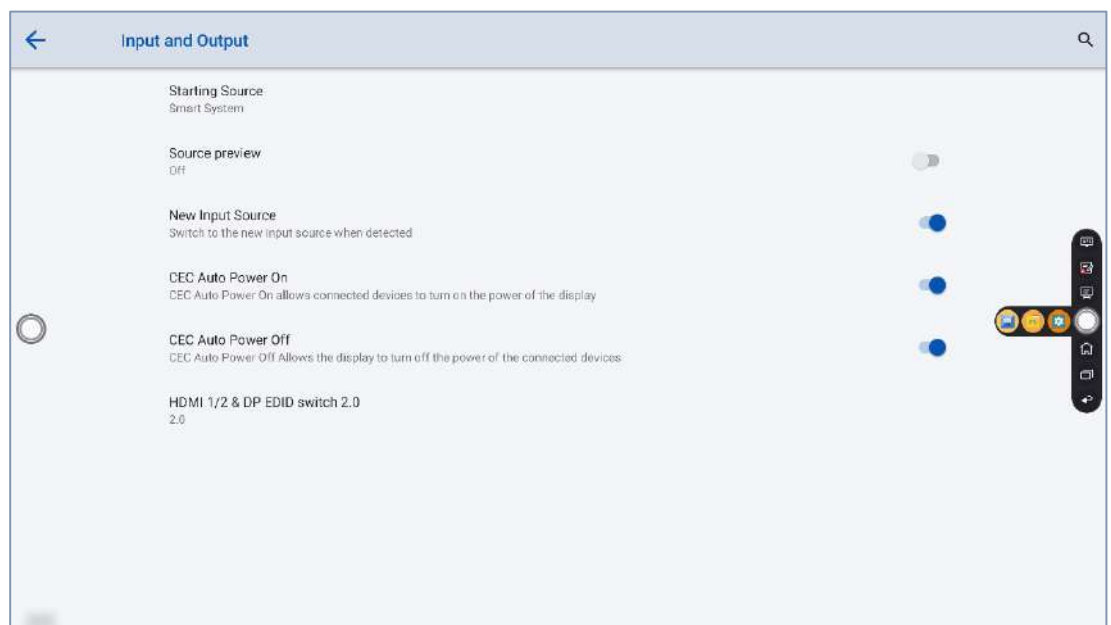 Input and Output
Starting Source
Smart System
Source preview
Off
New Input Source
Switch to the new input source when detected
CEC Auto Power On
CEC Auto Power On allows connected devices to turn on the power of the display
CEC Auto Power Off
CEC Auto Power Off Allows the display to turn off the power of the connected devices
HDMI 1/2 & DP EDID switch 2.0
2.0